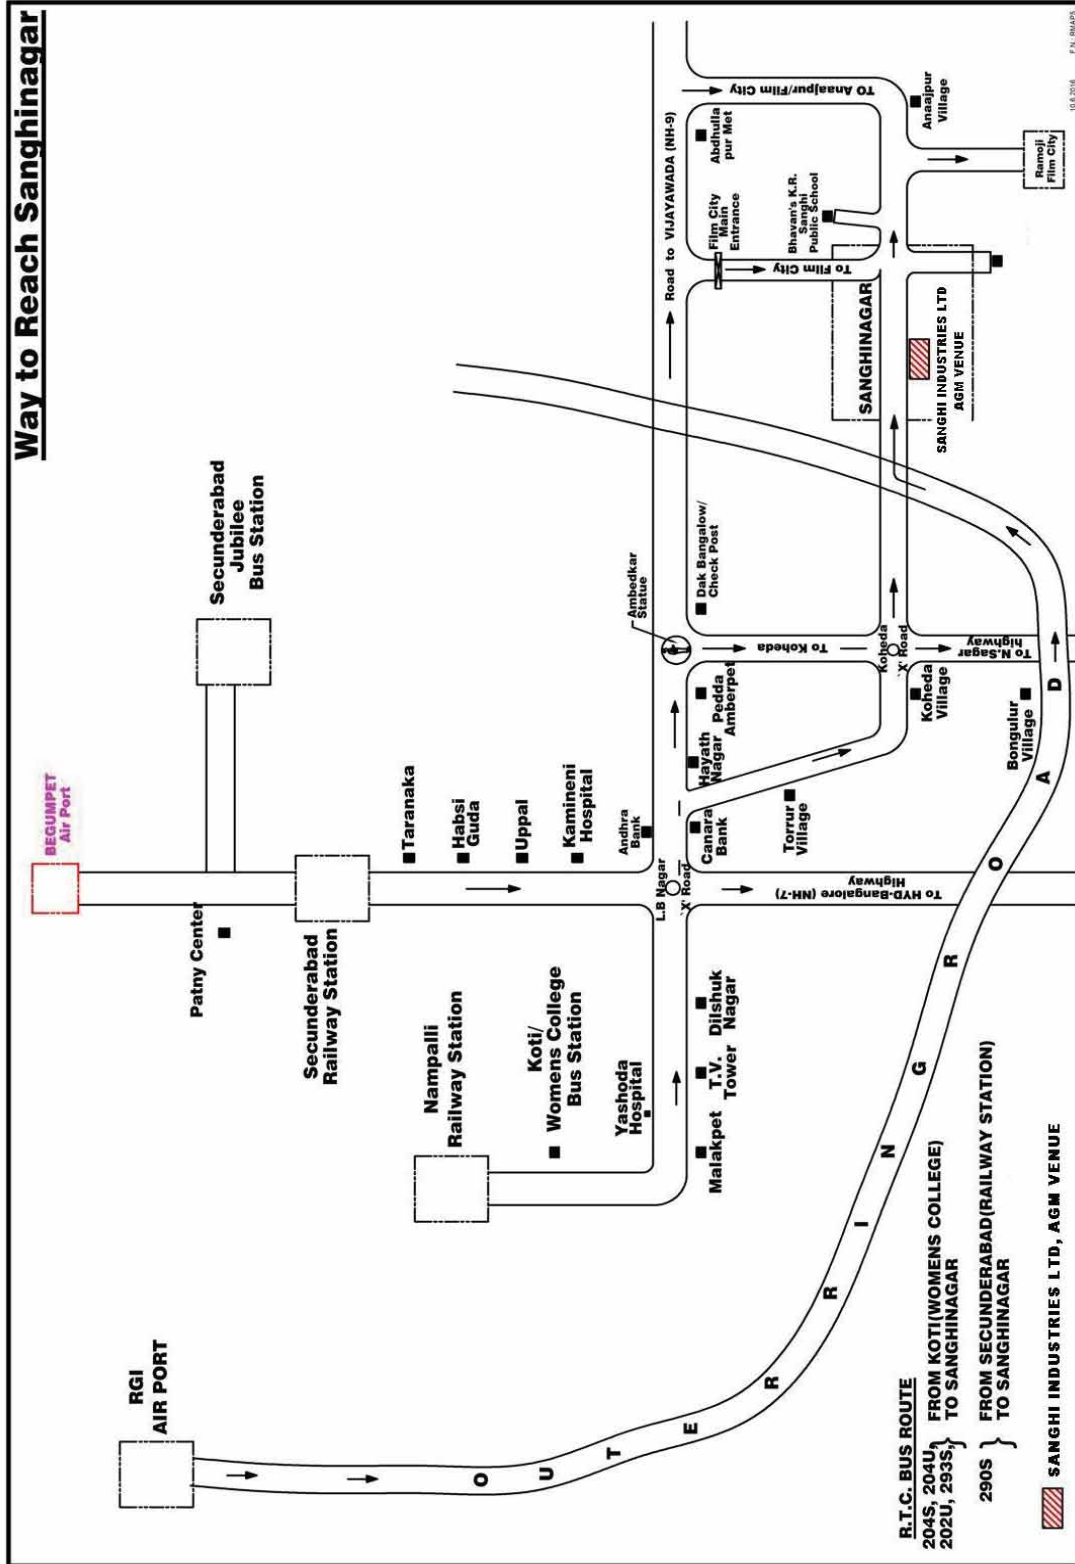 Way to Reach Sanghinagar
BEGUMPET
Air Port
Secunderabad
Jubilee
Bus Station
Patny Center
Secunderabad
Railway Station
Taranaka
Habsi
Guda
Uppal
Kamineni
Hospital
Nampalli
Railway Station
Koti/
Womens College
Bus Station
Yashoda
Hospital
Andhra
Bank
L.B Nagar
'X' Road
Malakpet
T.V.
Tower
Dilshuk
Nagar
Canara
Bank
Hayath
Nagar
Pedda
Amberpet
Ambedkar
Statue
Dak Bangalow/
Check Post
Road to VIJAYAWADA (NH-9)
Film City
Main
Entrance
Abdhulla
pur Met
TO Anaajpur/Film City
To Film City
Bhavan's K.R.
Sanghi
Public School
Anaajpur
Village
Ramoji
Film City
SANGHINAGAR
SANGHI INDUSTRIES LTD
AGM VENUE
To Koheda
Koheda
'X' Road
To N.Sagar
highway
Koheda
Village
Torrur
Village
Bongulur
Village
To HYD-Bangalore (NH-7)
Highway
RGI
AIR PORT
OUTER RING ROAD
R.T.C. BUS ROUTE
204S, 204U,
202U, 293S,
FROM KOTI(WOMENS COLLEGE)
TO SANGHINAGAR
290S
FROM SECUNDERABAD(RAILWAY STATION)
TO SANGHINAGAR
SANGHI INDUSTRIES LTD, AGM VENUE
10.6.2016